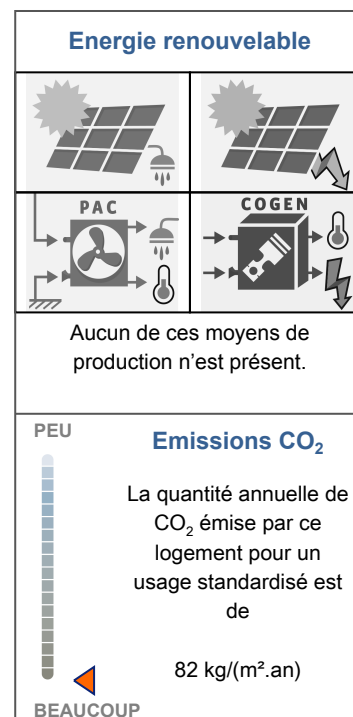 Energie renouvelable
PAC
COGEN
Aucun de ces moyens de
production n'est présent.
PEU
Emissions CO₂
La quantité annuelle de
CO₂ émise par ce
logement pour un
usage standardisé est
de
82 kg/(m².an)
BEAUCOUP